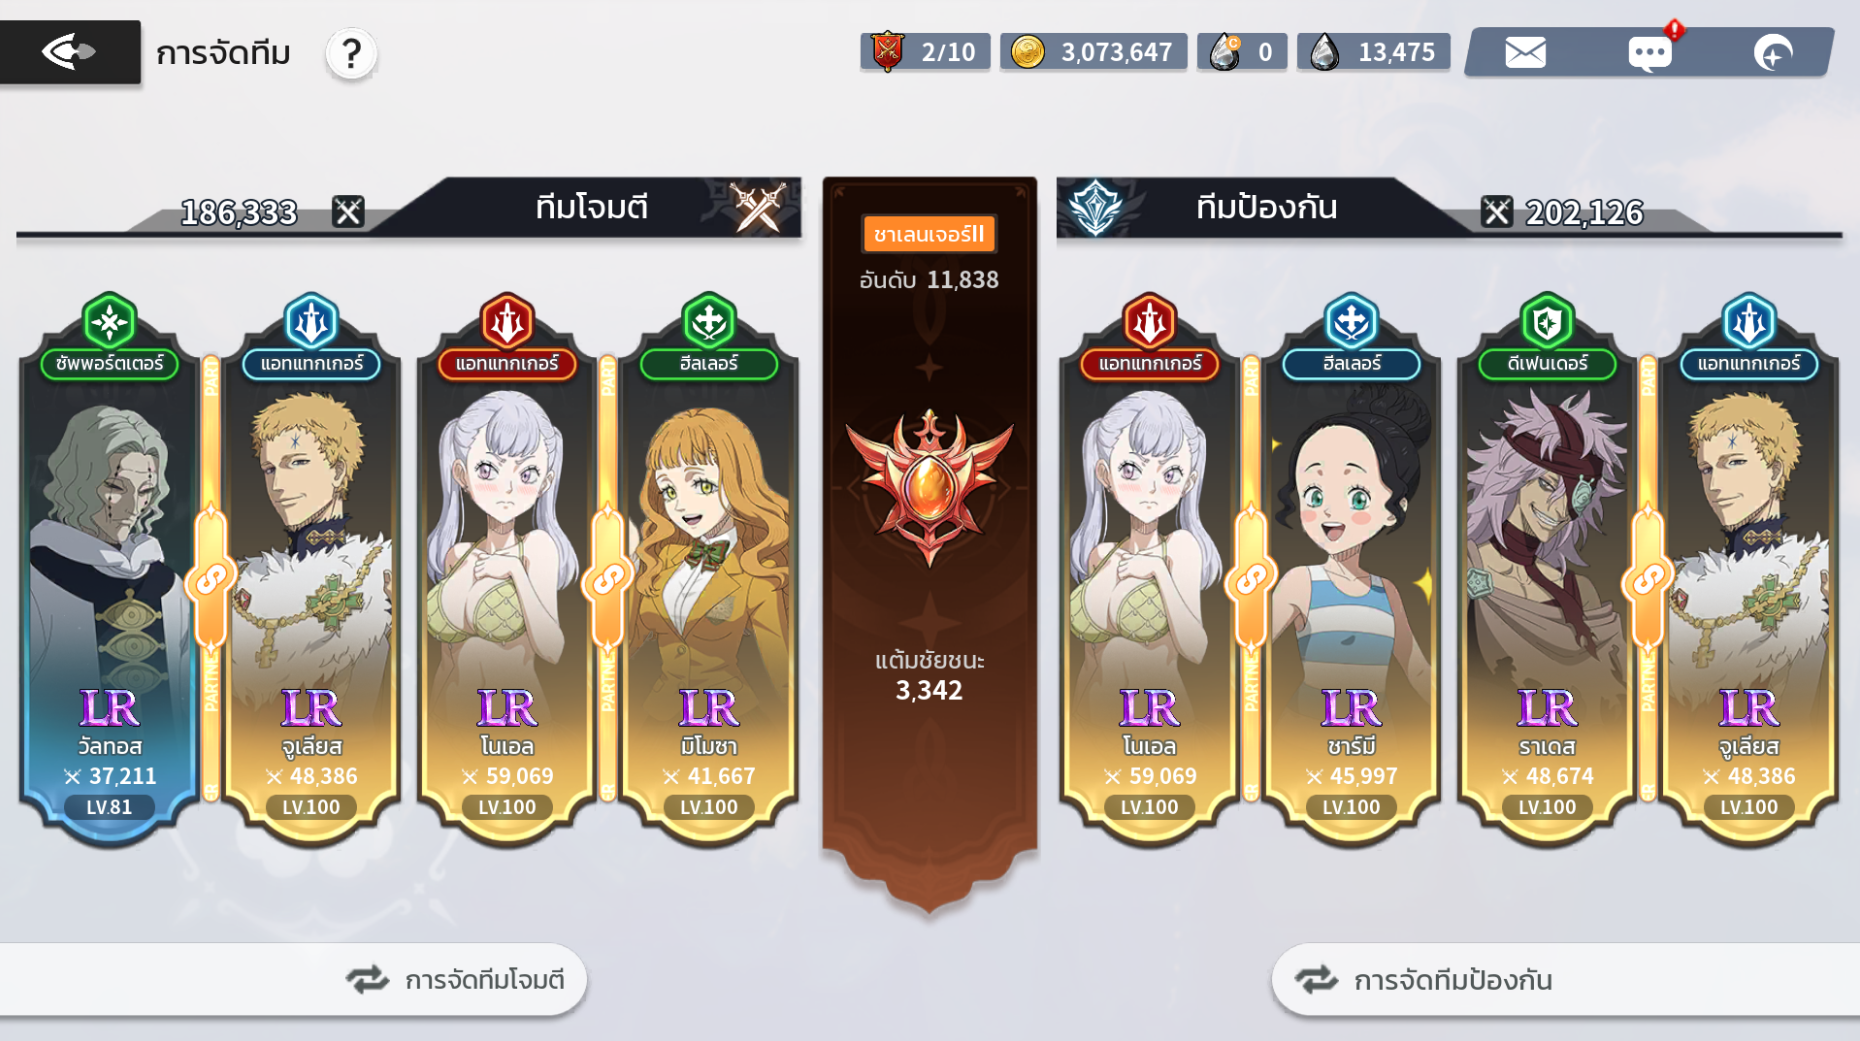 การจัดทีม
?
2/10
3,073,647
0
13,475
186,333
ทีมโจมตี
ทีมป้องกัน
202,126
ชาเลนเจอร์II
อันดับ 11,838
แต้มชัยชนะ
3,342
ซัพพอร์ตเตอร์
LR
วัลทอส
37,211
LV.81
แอทแทกเกอร์
LR
จูเลียส
48,386
LV.100
แอทแทกเกอร์
LR
โนเอล
59,069
LV.100
ฮีลเลอร์
LR
มิโมซา
41,667
LV.100
แอทแทกเกอร์
LR
โนเอล
59,069
LV.100
ฮีลเลอร์
LR
ชาร์มี
45,997
LV.100
ดีเฟนเดอร์
LR
ราเดส
48,674
LV.100
แอทแทกเกอร์
LR
จูเลียส
48,386
LV.100
การจัดทีมโจมตี
การจัดทีมป้องกัน